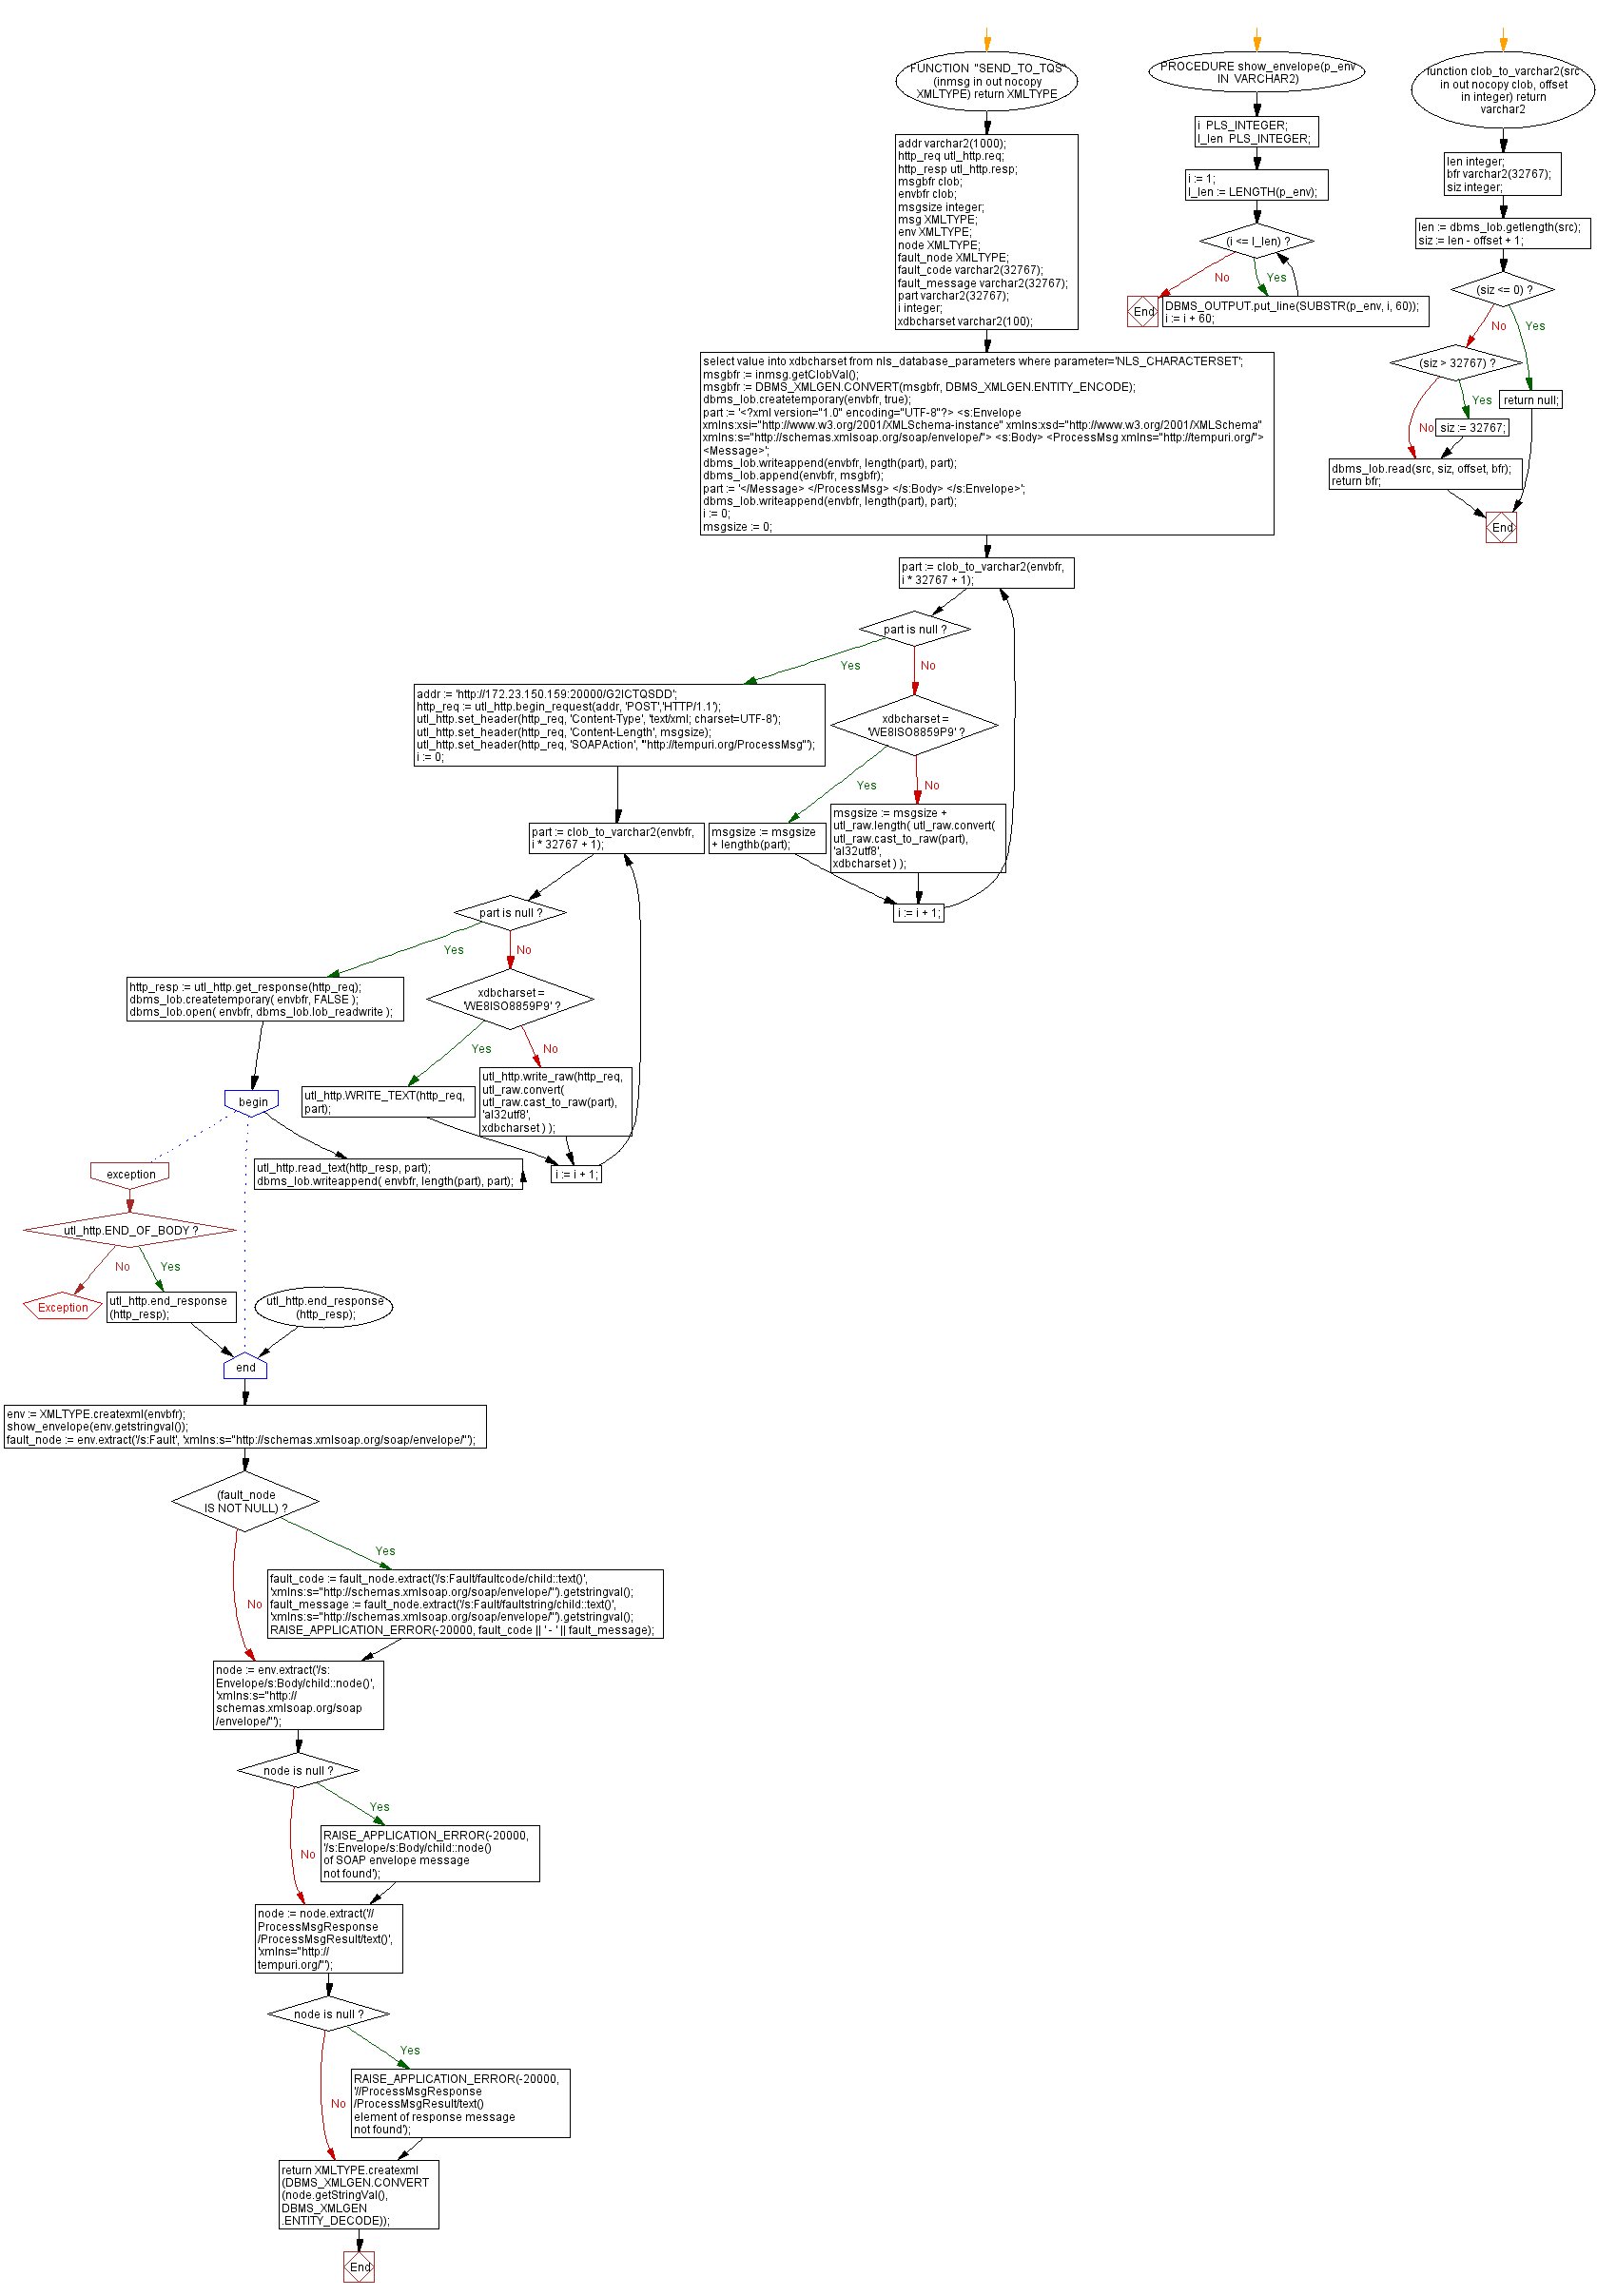 FUNCTION "SEND_TO_TQS"
(inmsg in out nocopy
XMLTYPE) return XMLTYPE
addr varchar2(1000);
http_req utl_http.req;
http_resp utl_http.resp;
msgbfr clob;
envbfr clob;
msgsize integer;
msg XMLTYPE;
env XMLTYPE;
node XMLTYPE;
fault_node XMLTYPE;
fault_code varchar2(32767);
fault_message varchar2(32767);
part varchar2(32767);
i integer;
xdbcharset varchar2(100);
select value into xdbcharset from nls_database_parameters where parameter='NLS_CHARACTERSET';
msgbfr := inmsg.getClobVal();
msgbfr := DBMS_XMLGEN.CONVERT(msgbfr, DBMS_XMLGEN.ENTITY_ENCODE);
dbms_lob.createtemporary(envbfr, true);
part := '<?xml version="1.0" encoding="UTF-8"?> <s:Envelope
xmlns:xsi="http://www.w3.org/2001/XMLSchema-instance" xmlns:xsd="http://www.w3.org/2001/XMLSchema"
xmlns:s="http://schemas.xmlsoap.org/soap/envelope/"> <s:Body> <ProcessMsg xmlns="http://tempuri.org/">
<Message>';
dbms_lob.writeappend(envbfr, length(part), part);
dbms_lob.append(envbfr, msgbfr);
part := '</Message> </ProcessMsg> </s:Body> </s:Envelope>';
dbms_lob.writeappend(envbfr, length(part), part);
i := 0;
msgsize := 0;
part := clob_to_varchar2(envbfr,
i * 32767 + 1);
part is null ?
Yes
No
addr := 'http://172.23.150.159:20000/G2ICTQSDD';
http_req := utl_http.begin_request(addr, 'POST','HTTP/1.1');
utl_http.set_header(http_req, 'Content-Type', 'text/xml; charset=UTF-8');
utl_http.set_header(http_req, 'Content-Length', msgsize);
utl_http.set_header(http_req, 'SOAPAction', '"http://tempuri.org/ProcessMsg"');
i := 0;
xdbcharset =
'WE8ISO8859P9' ?
Yes
No
msgsize := msgsize
+ lengthb(part);
msgsize := msgsize +
utl_raw.length( utl_raw.convert(
utl_raw.cast_to_raw(part),
'al32utf8',
xdbcharset ) );
i := i + 1;
part := clob_to_varchar2(envbfr,
i * 32767 + 1);
part is null ?
Yes
No
http_resp := utl_http.get_response(http_req);
dbms_lob.createtemporary( envbfr, FALSE );
dbms_lob.open( envbfr, dbms_lob.lob_readwrite );
xdbcharset =
'WE8ISO8859P9' ?
Yes
No
utl_http.WRITE_TEXT(http_req,
part);
utl_http.write_raw(http_req,
utl_raw.convert(
utl_raw.cast_to_raw(part),
'al32utf8',
xdbcharset ) );
i := i + 1;
begin
utl_http.read_text(http_resp, part);
dbms_lob.writeappend( envbfr, length(part), part);
exception
utl_http.END_OF_BODY ?
No
Yes
Exception
utl_http.end_response
(http_resp);
utl_http.end_response
(http_resp);
end
env := XMLTYPE.createxml(envbfr);
show_envelope(env.getstringval());
fault_node := env.extract('/s:Fault', 'xmlns:s="http://schemas.xmlsoap.org/soap/envelope/"');
(fault_node
IS NOT NULL) ?
Yes
No
fault_code := fault_node.extract('/s:Fault/faultcode/child::text()',
'xmlns:s="http://schemas.xmlsoap.org/soap/envelope/"').getstringval();
fault_message := fault_node.extract('/s:Fault/faultstring/child::text()',
'xmlns:s="http://schemas.xmlsoap.org/soap/envelope/"').getstringval();
RAISE_APPLICATION_ERROR(-20000, fault_code || ' - ' || fault_message);
node := env.extract('/s:
Envelope/s:Body/child::node()',
'xmlns:s="http://
schemas.xmlsoap.org/soap
/envelope/"');
node is null ?
Yes
No
RAISE_APPLICATION_ERROR(-20000,
'/s:Envelope/s:Body/child::node()
of SOAP envelope message
not found');
node := node.extract('//
ProcessMsgResponse
/ProcessMsgResult/text()',
'xmlns="http://
tempuri.org/"');
node is null ?
Yes
No
RAISE_APPLICATION_ERROR(-20000,
'//ProcessMsgResponse
/ProcessMsgResult/text()
element of response message
not found');
return XMLTYPE.createxml
(DBMS_XMLGEN.CONVERT
(node.getStringVal(),
DBMS_XMLGEN
.ENTITY_DECODE));
End
PROCEDURE show_envelope(p_env
IN VARCHAR2)
i PLS_INTEGER;
l_len PLS_INTEGER;
i := 1;
l_len := LENGTH(p_env);
(i <= l_len) ?
No
Yes
End
DBMS_OUTPUT.put_line(SUBSTR(p_env, i, 60));
i := i + 60;
function clob_to_varchar2(src
in out nocopy clob, offset
in integer) return
varchar2
len integer;
bfr varchar2(32767);
siz integer;
len := dbms_lob.getlength(src);
siz := len - offset + 1;
(siz <= 0) ?
No
Yes
(siz > 32767) ?
Yes
return null;
No
siz := 32767;
dbms_lob.read(src, siz, offset, bfr);
return bfr;
End